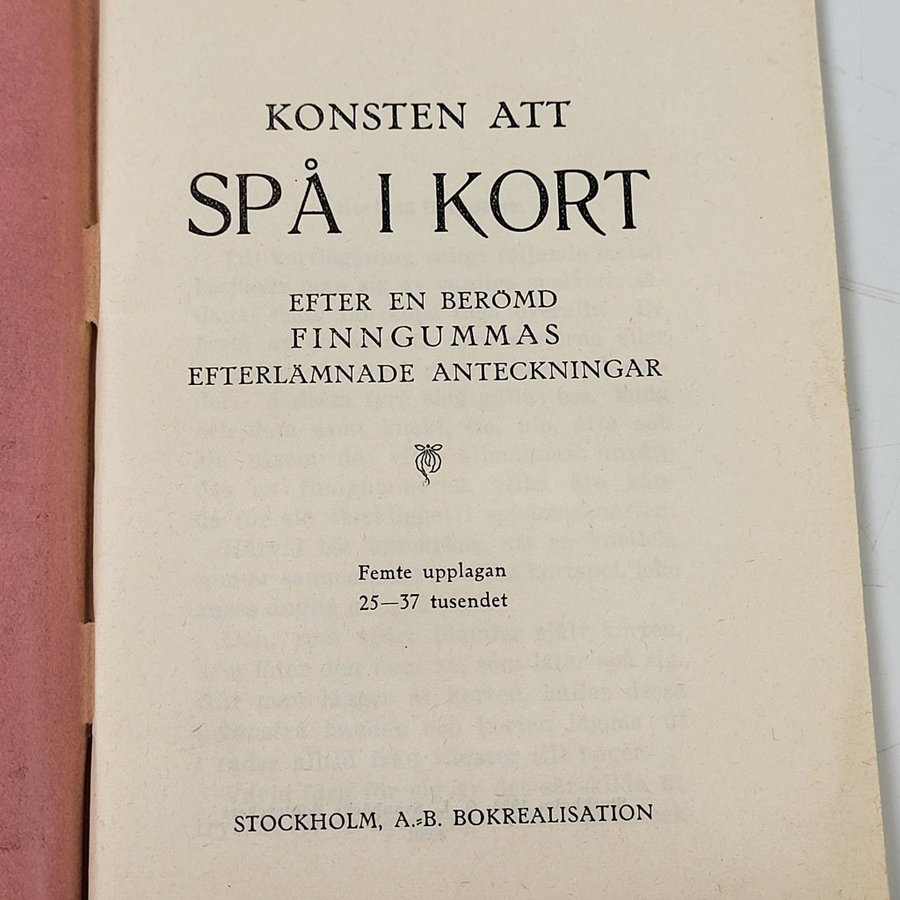 KONSTEN ATT
SPÅ I KORT
EFTER EN BERÖMD
FINNGUMMAS
EFTERLÄMNADE ANTECKNINGAR
Femte upplagan
25—37 tusendet
STOCKHOLM, A.-B. BOKREALISATION